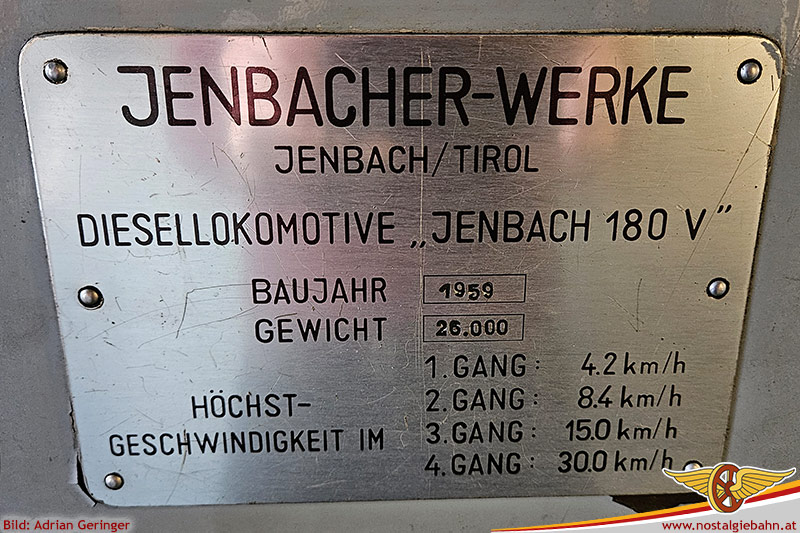 JENBACHER-WERKE
JENBACH/TIROL
DIESELLOKOMOTIVE „JENBACH 180 V"
BAUJAHR 1959
GEWICHT 26.000
HÖCHST-
GESCHWINDIGKEIT IM
1. GANG: 4.2 km/h
2. GANG: 8.4 km/h
3. GANG: 15.0 km/h
4. GANG: 30.0 km/h
Bild: Adrian Geringer
www.nostalgiebahn.at